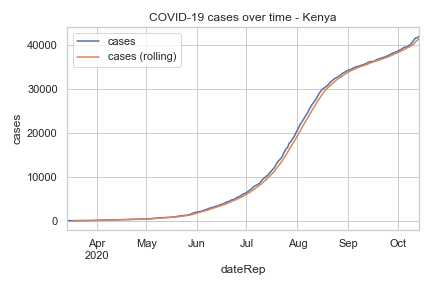 COVID-19 cases over time - Kenya
cases
cases (rolling)
40000
30000
20000
10000
0
cases
Apr
2020
May
Jun
Jul
Aug
Sep
Oct
dateRep